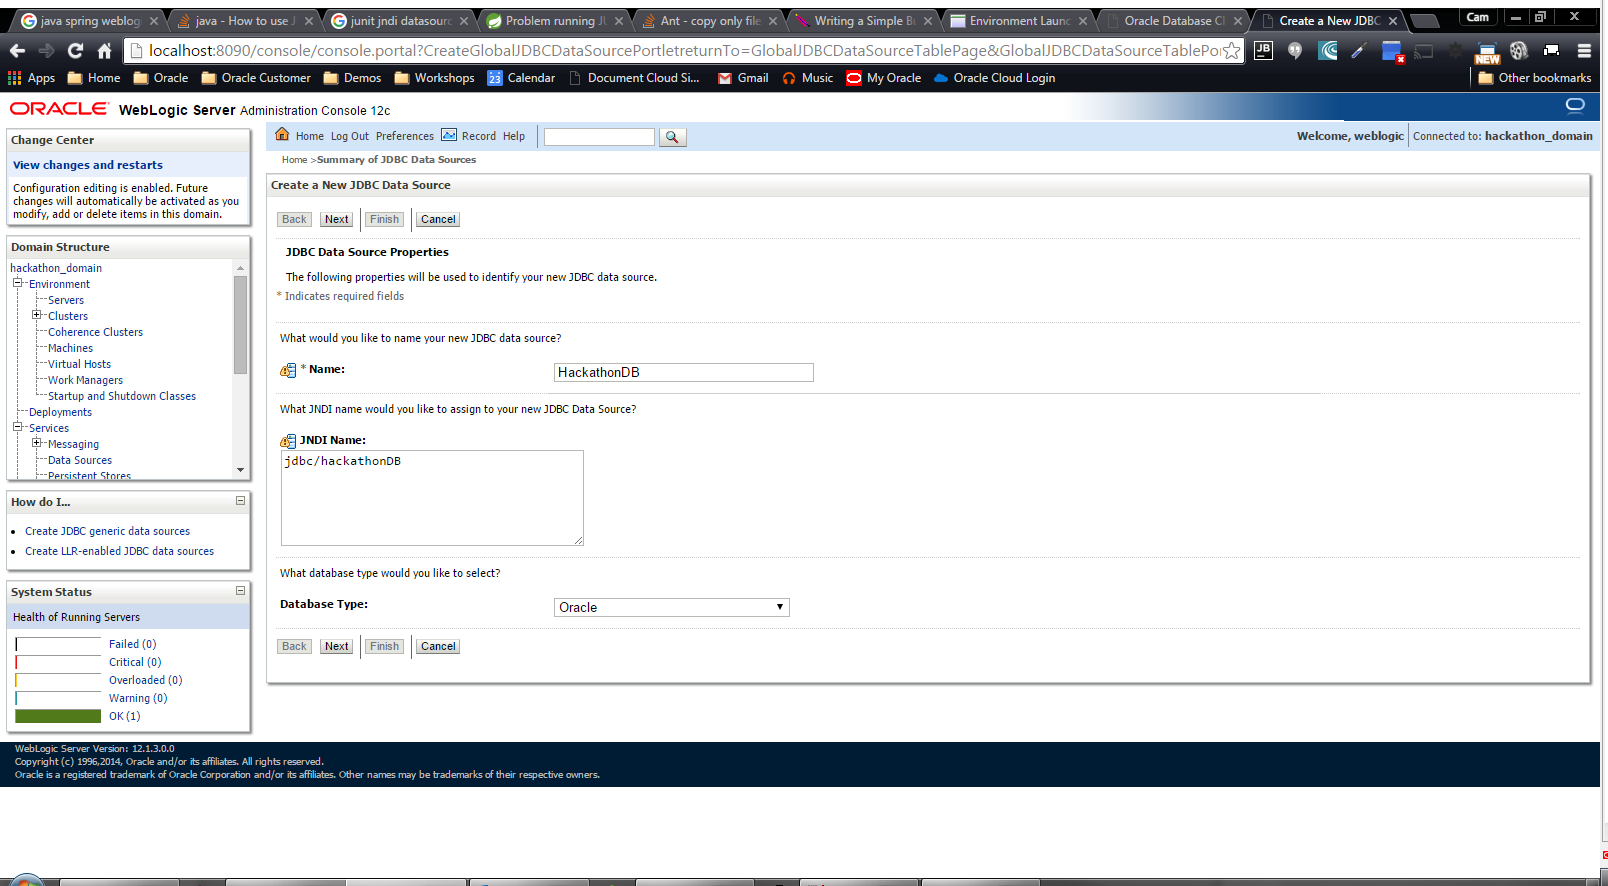 java spring weblog
java - How to use J
junit jndi datasourc
Problem running JU
Ant - copy only file
Writing a Simple Bu
Environment Launc
Oracle Database Cl
Create a New JDBC
Cam
localhost:8090/console/console.portal?CreateGlobalJDBCDataSourcePortletreturnTo=GlobalJDBCDataSourceTablePage&GlobalJDBCDataSourceTablePo
JB
NEW
Apps Home Oracle Oracle Customer Demos Workshops 23 Calendar Document Cloud Si... Gmail Music My Oracle Oracle Cloud Login Other bookmarks
ORACLE WebLogic Server Administration Console 12c
Change Center
View changes and restarts
Configuration editing is enabled. Future
changes will automatically be activated as you
modify, add or delete items in this domain.
Domain Structure
hackathon_domain
Environment
Servers
Clusters
Coherence Clusters
Machines
Virtual Hosts
Work Managers
Startup and Shutdown Classes
Deployments
Services
Messaging
Data Sources
Persistent Stores
How do I...
Create JDBC generic data sources
Create LLR-enabled JDBC data sources
System Status
Health of Running Servers
Failed (0)
Critical (0)
Overloaded (0)
Warning (0)
OK (1)
Home Log Out Preferences Record Help
Welcome, weblogic Connected to: hackathon_domain
Home >Summary of JDBC Data Sources
Create a New JDBC Data Source
Back Next Finish Cancel
JDBC Data Source Properties
The following properties will be used to identify your new JDBC data source.
* Indicates required fields
What would you like to name your new JDBC data source?
* Name: HackathonDB
What JNDI name would you like to assign to your new JDBC Data Source?
JNDI Name:
jdbc/hackathonDB
What database type would you like to select?
Database Type: Oracle
Back Next Finish Cancel
WebLogic Server Version: 12.1.3.0.0
Copyright (c) 1996,2014, Oracle and/or its affiliates. All rights reserved.
Oracle is a registered trademark of Oracle Corporation and/or its affiliates. Other names may be trademarks of their respective owners.